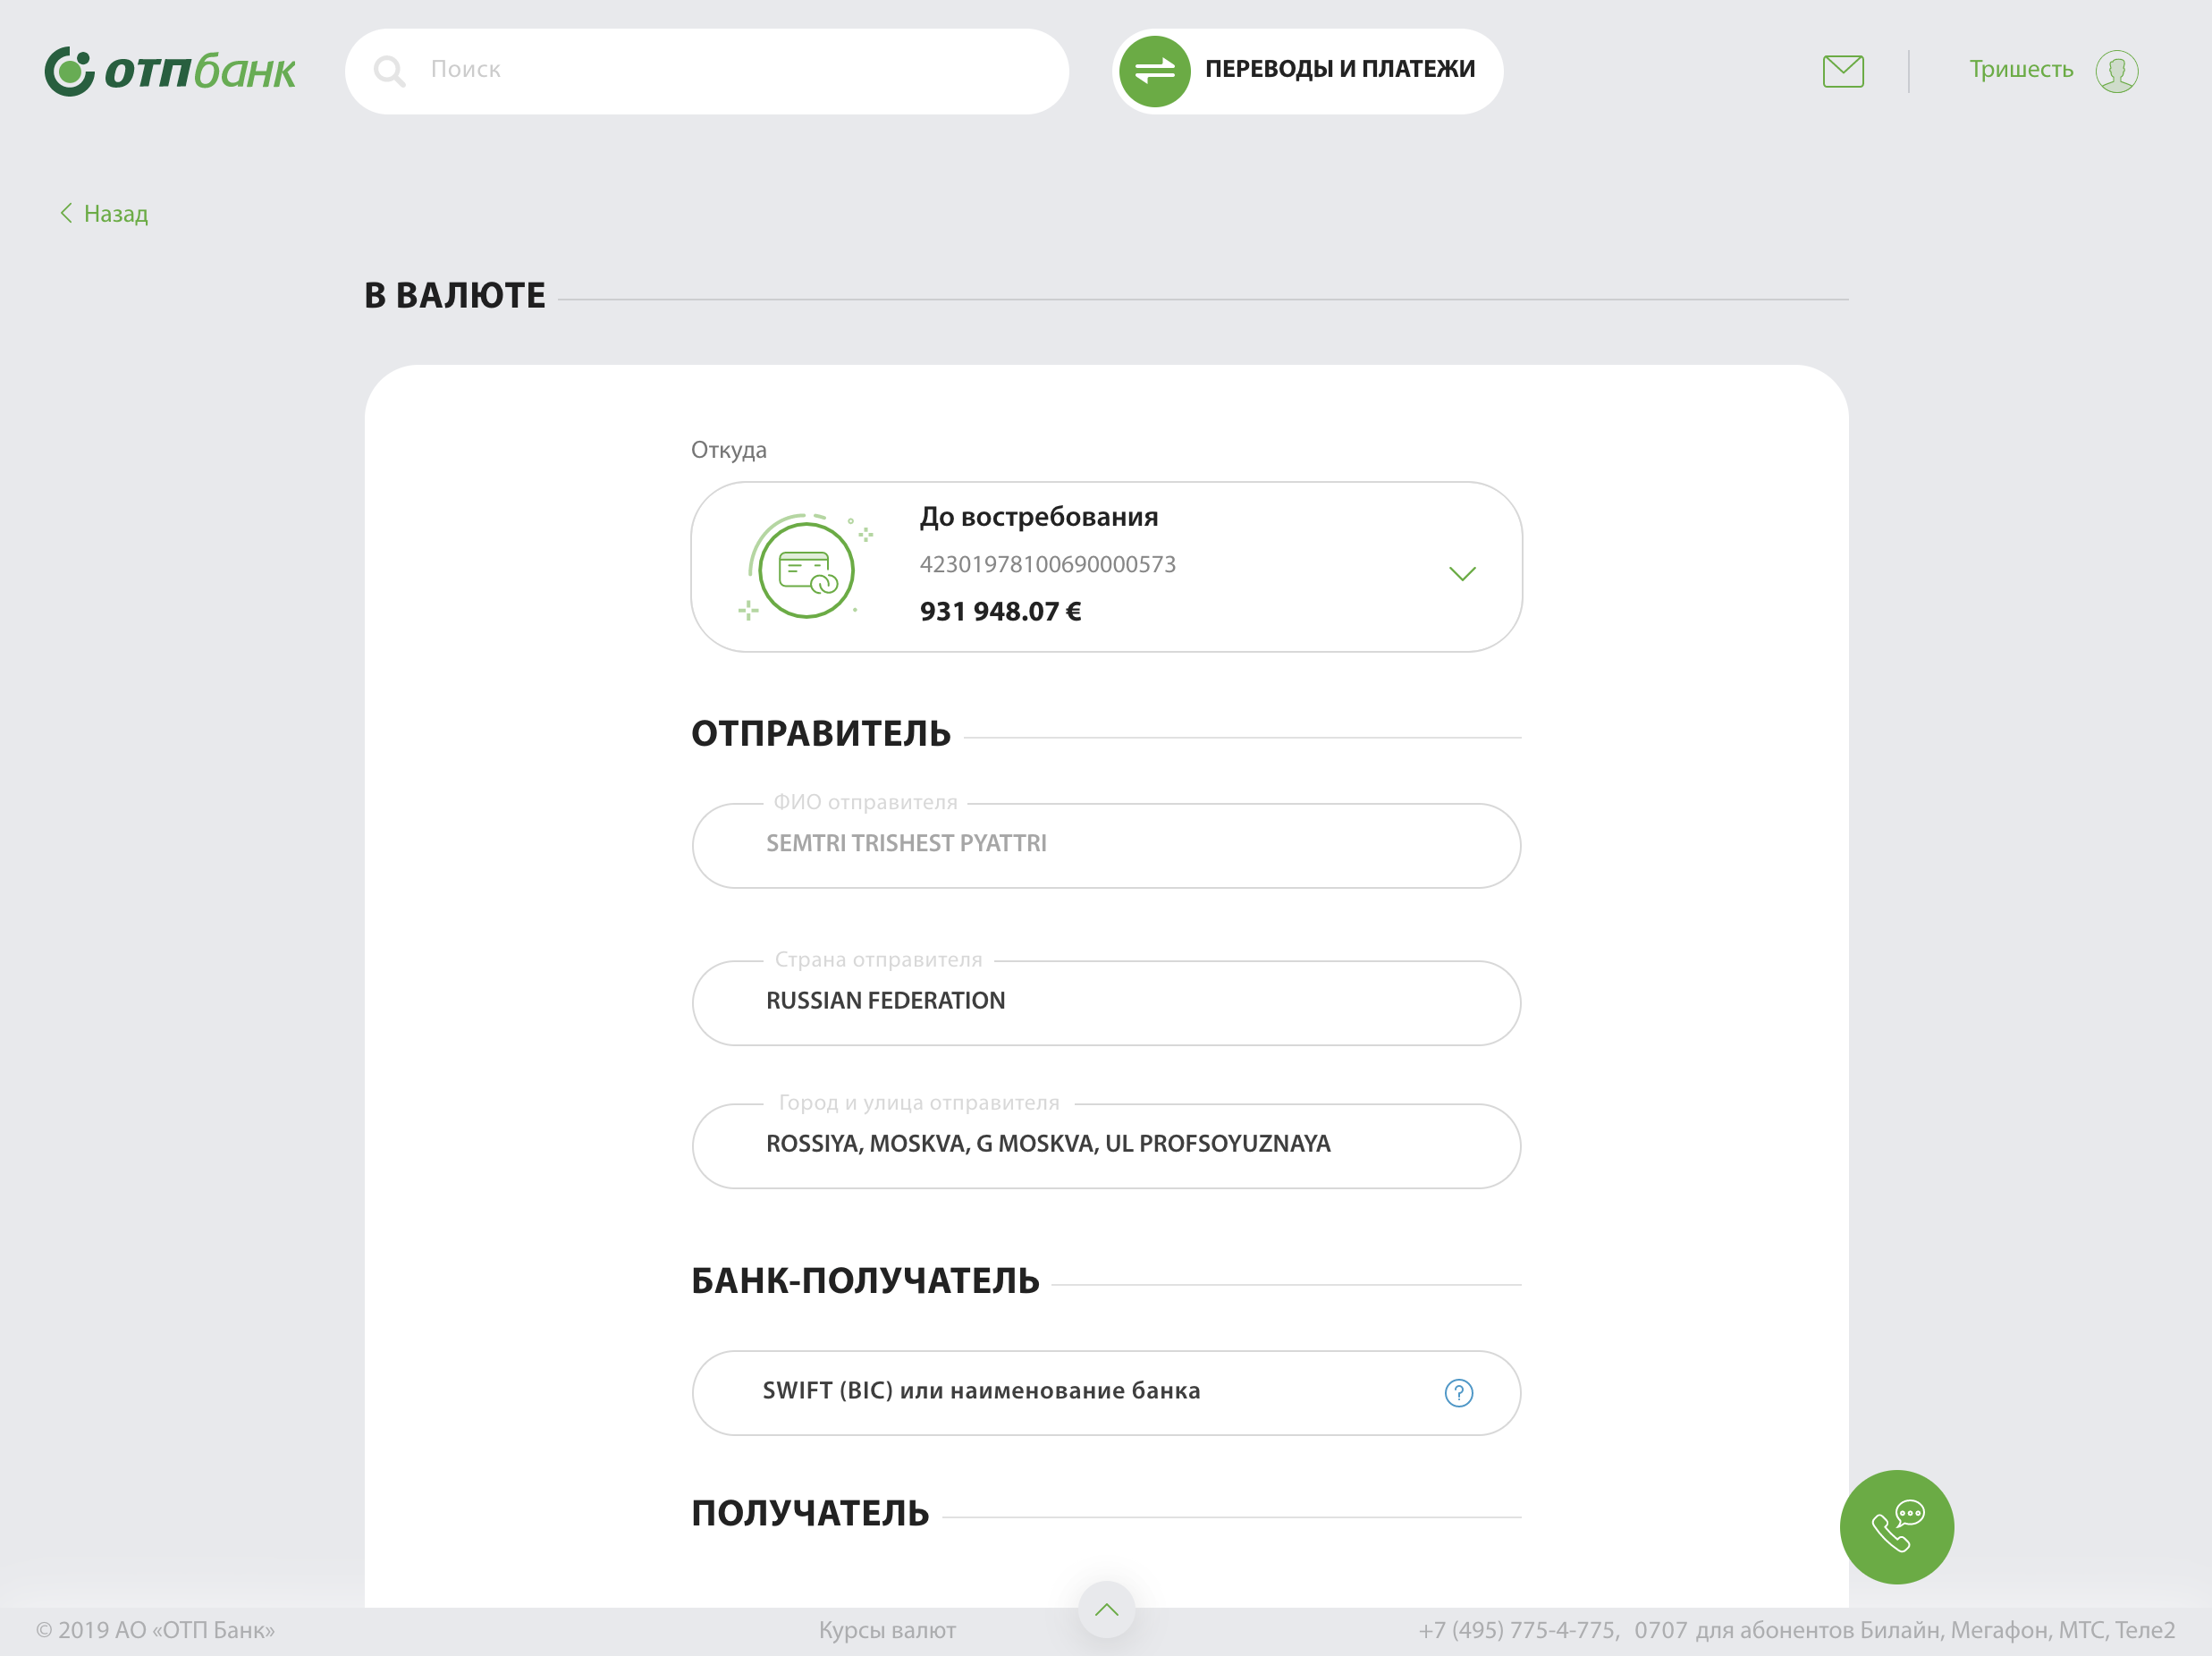 отпбанк
Поиск
ПЕРЕВОДЫ И ПЛАТЕЖИ
Тришесть
Назад
В ВАЛЮТЕ
Откуда
До востребования
42301978100690000573
931 948.07 €
ОТПРАВИТЕЛЬ
ФИО отправителя
SEMTRI TRISHEST PYATTRI
Страна отправителя
RUSSIAN FEDERATION
Город и улица отправителя
ROSSIYA, MOSKVA, G MOSKVA, UL PROFSOYUZNAYA
БАНК-ПОЛУЧАТЕЛЬ
SWIFT (BIC) или наименование банка
?
ПОЛУЧАТЕЛЬ
© 2019 АО «ОТП Банк»
Курсы валют
+7 (495) 775-4-775, 0707 для абонентов Билайн, Мегафон, МТС, Теле2